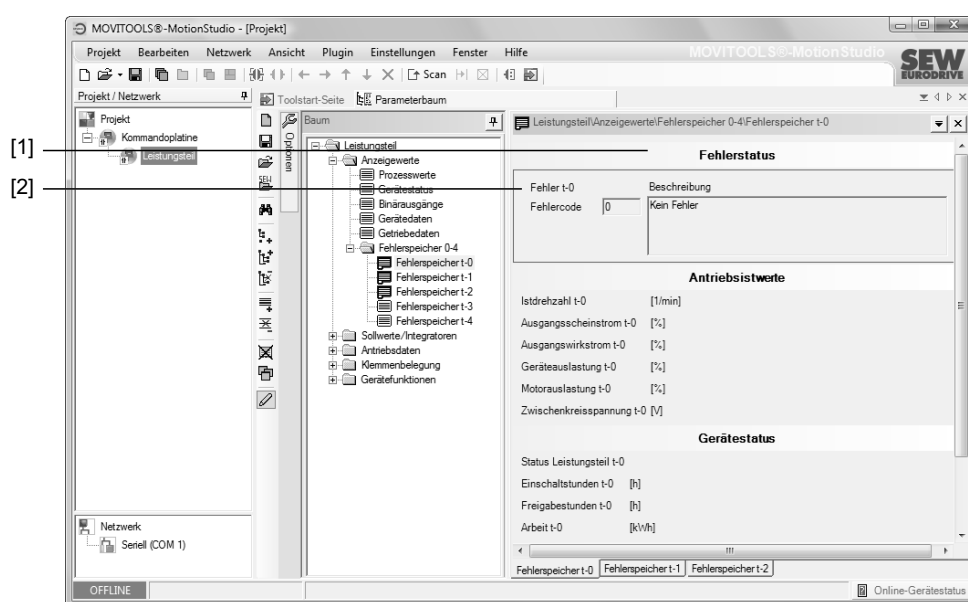 MOVITOOLS®-MotionStudio - [Projekt]
Projekt Bearbeiten Netzwerk Ansicht Plugin Einstellungen Fenster Hilfe
MOVITOOLS®-MotionStudio
SEW
EURODRIVE
Scan
Projekt / Netzwerk
Toolstart-Seite Parameterbaum
Projekt
Kommandoplatine
Leistungsteil
Optionen
SEW
Baum
Leistungsteil
Anzeigewerte
Prozesswerte
Gerätestatus
Binärausgänge
Gerätedaten
Getriebedaten
Fehlerspeicher 0-4
Fehlerspeicher t-0
Fehlerspeicher t-1
Fehlerspeicher t-2
Fehlerspeicher t-3
Fehlerspeicher t-4
Sollwerte/Integratoren
Antriebsdaten
Klemmenbelegung
Gerätefunktionen
Leistungsteil\Anzeigewerte\Fehlerspeicher 0-4\Fehlerspeicher t-0
[1]
Fehlerstatus
[2]
Fehler t-0 Beschreibung
Fehlercode 0 Kein Fehler
Antriebsistwerte
Istdrehzahl t-0 [1/min]
Ausgangsscheinstrom t-0 [%]
Ausgangswirkstrom t-0 [%]
Geräteauslastung t-0 [%]
Motorauslastung t-0 [%]
Zwischenkreisspannung t-0 [V]
Gerätestatus
Status Leistungsteil t-0
Einschaltstunden t-0 [h]
Freigabestunden t-0 [h]
Arbeit t-0 [kWh]
Fehlerspeicher t-0 Fehlerspeicher t-1 Fehlerspeicher t-2
Netzwerk
Seriell (COM 1)
OFFLINE
Online-Gerätestatus